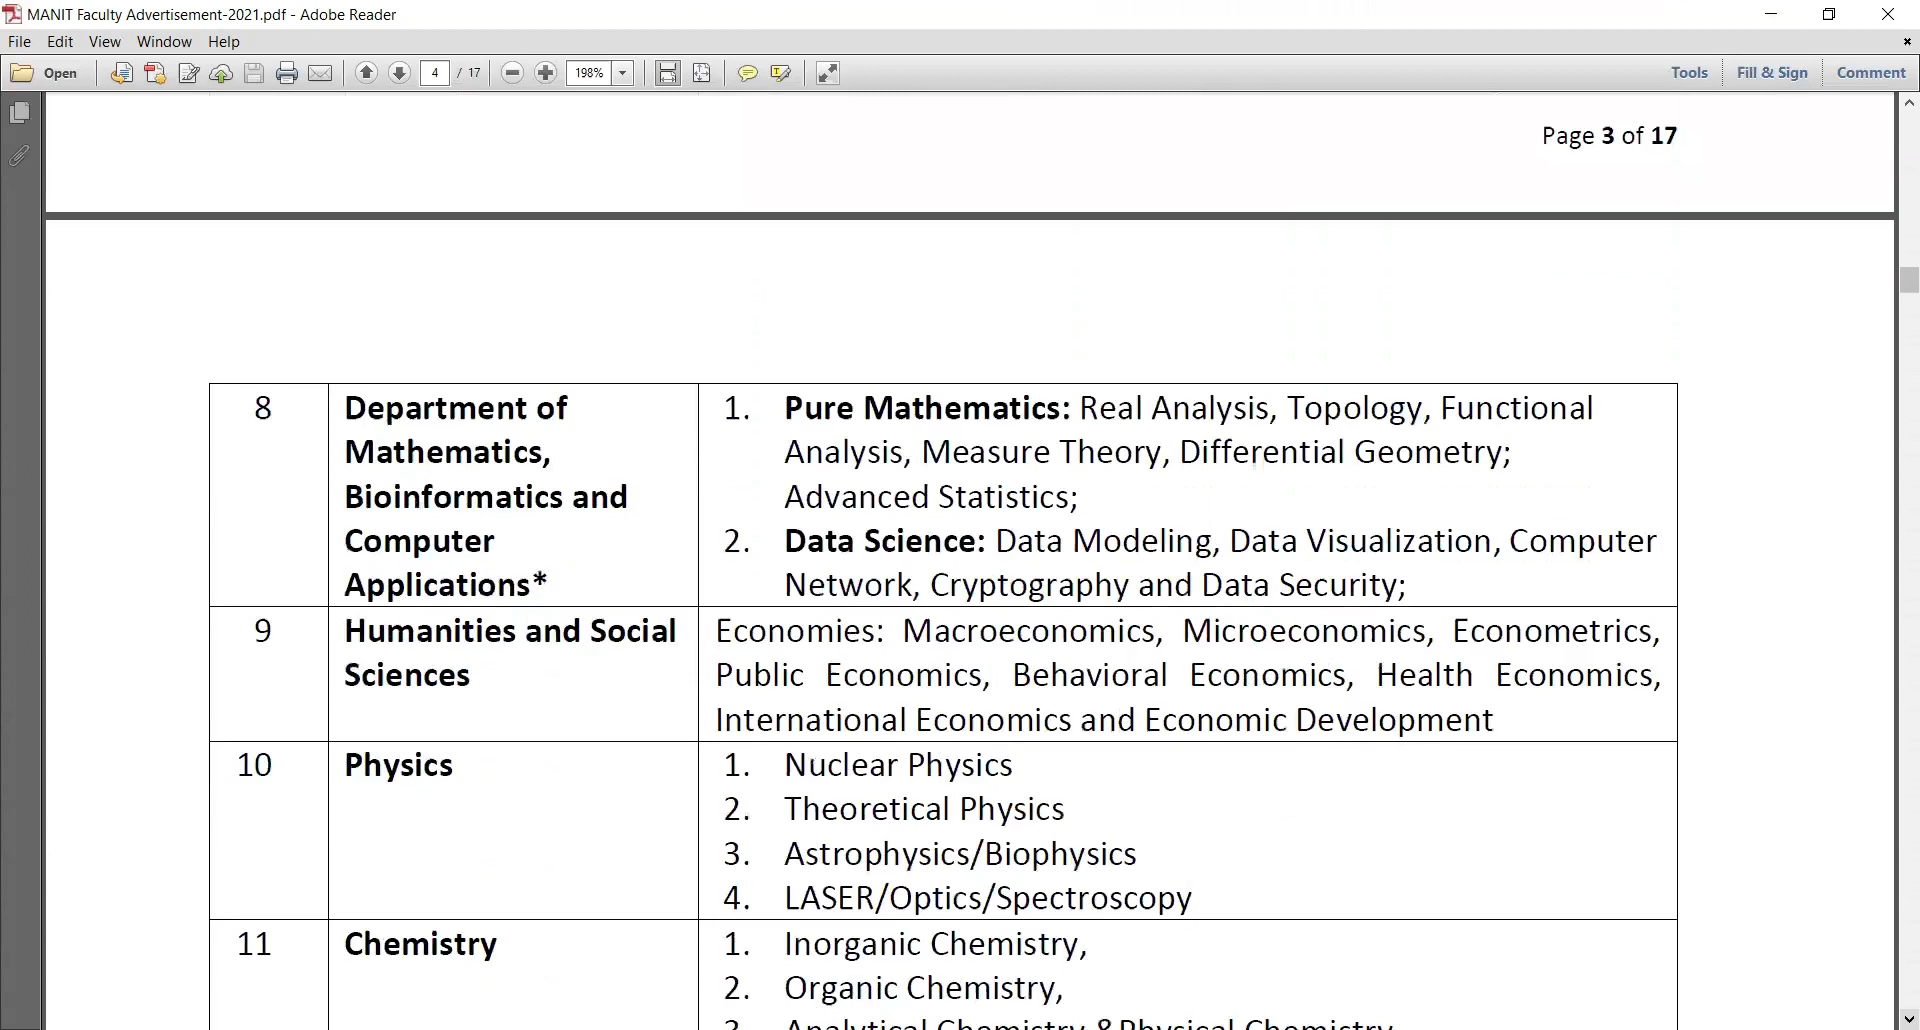 MANIT Faculty Advertisement-2021.pdf - Adobe Reader
File Edit View Window Help
Open 4 / 17 198% Tools Fill & Sign Comment
Page 3 of 17
8 Department of Mathematics, Bioinformatics and Computer Applications*
1. Pure Mathematics: Real Analysis, Topology, Functional
Analysis, Measure Theory, Differential Geometry;
Advanced Statistics;
2. Data Science: Data Modeling, Data Visualization, Computer
Network, Cryptography and Data Security;
9 Humanities and Social Sciences
Economies: Macroeconomics, Microeconomics, Econometrics,
Public Economics, Behavioral Economics, Health Economics,
International Economics and Economic Development
10 Physics
1. Nuclear Physics
2. Theoretical Physics
3. Astrophysics/Biophysics
4. LASER/Optics/Spectroscopy
11 Chemistry
1. Inorganic Chemistry,
2. Organic Chemistry,
3. Analytical Chemistry & Physical Chemistry